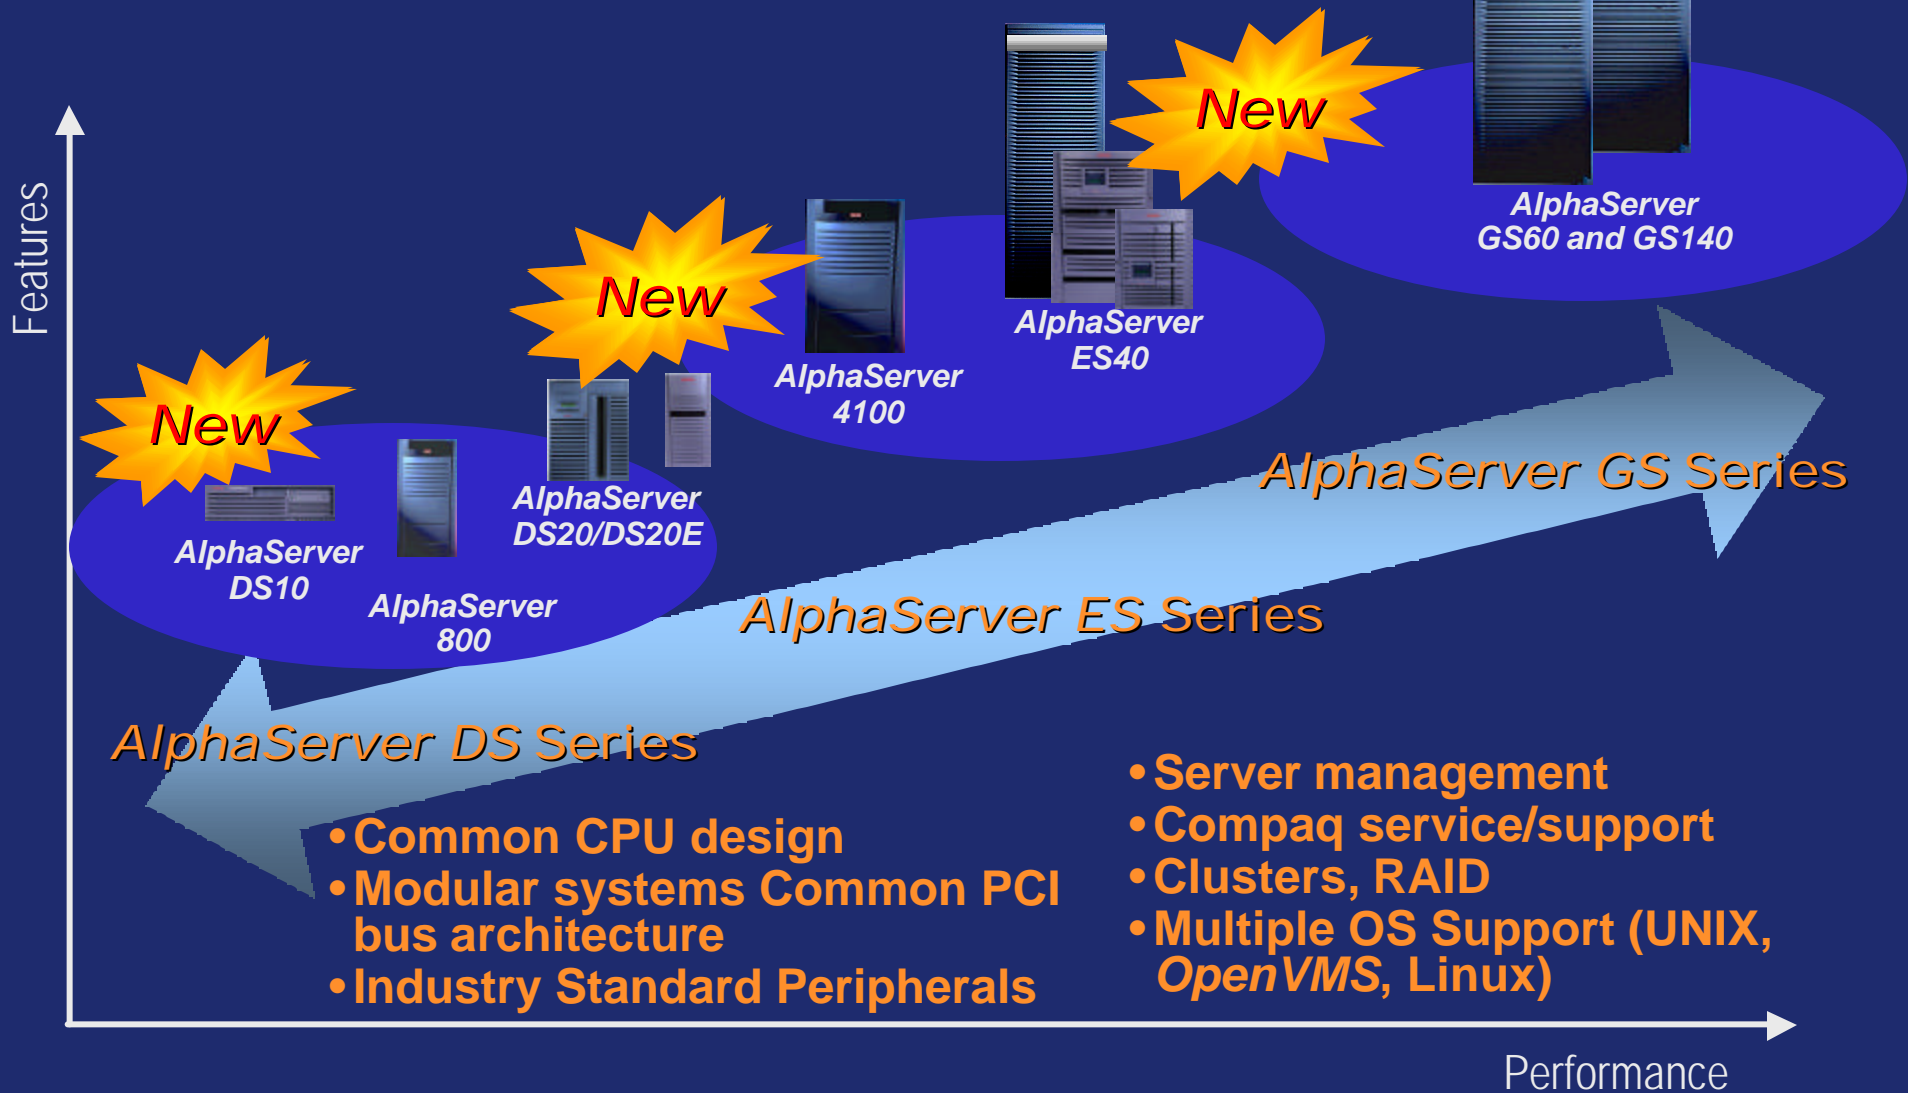 New
AlphaServer
GS60 and GS140
Features
New
AlphaServer
ES40
AlphaServer
4100
New
AlphaServer
DS20/DS20E
AlphaServer
DS10
AlphaServer
800
AlphaServer GS Series
AlphaServer ES Series
AlphaServer DS Series
•Common CPU design
•Modular systems Common PCI
bus architecture
•Industry Standard Peripherals
•Server management
•Compaq service/support
•Clusters, RAID
•Multiple OS Support (UNIX,
OpenVMS, Linux)
Performance